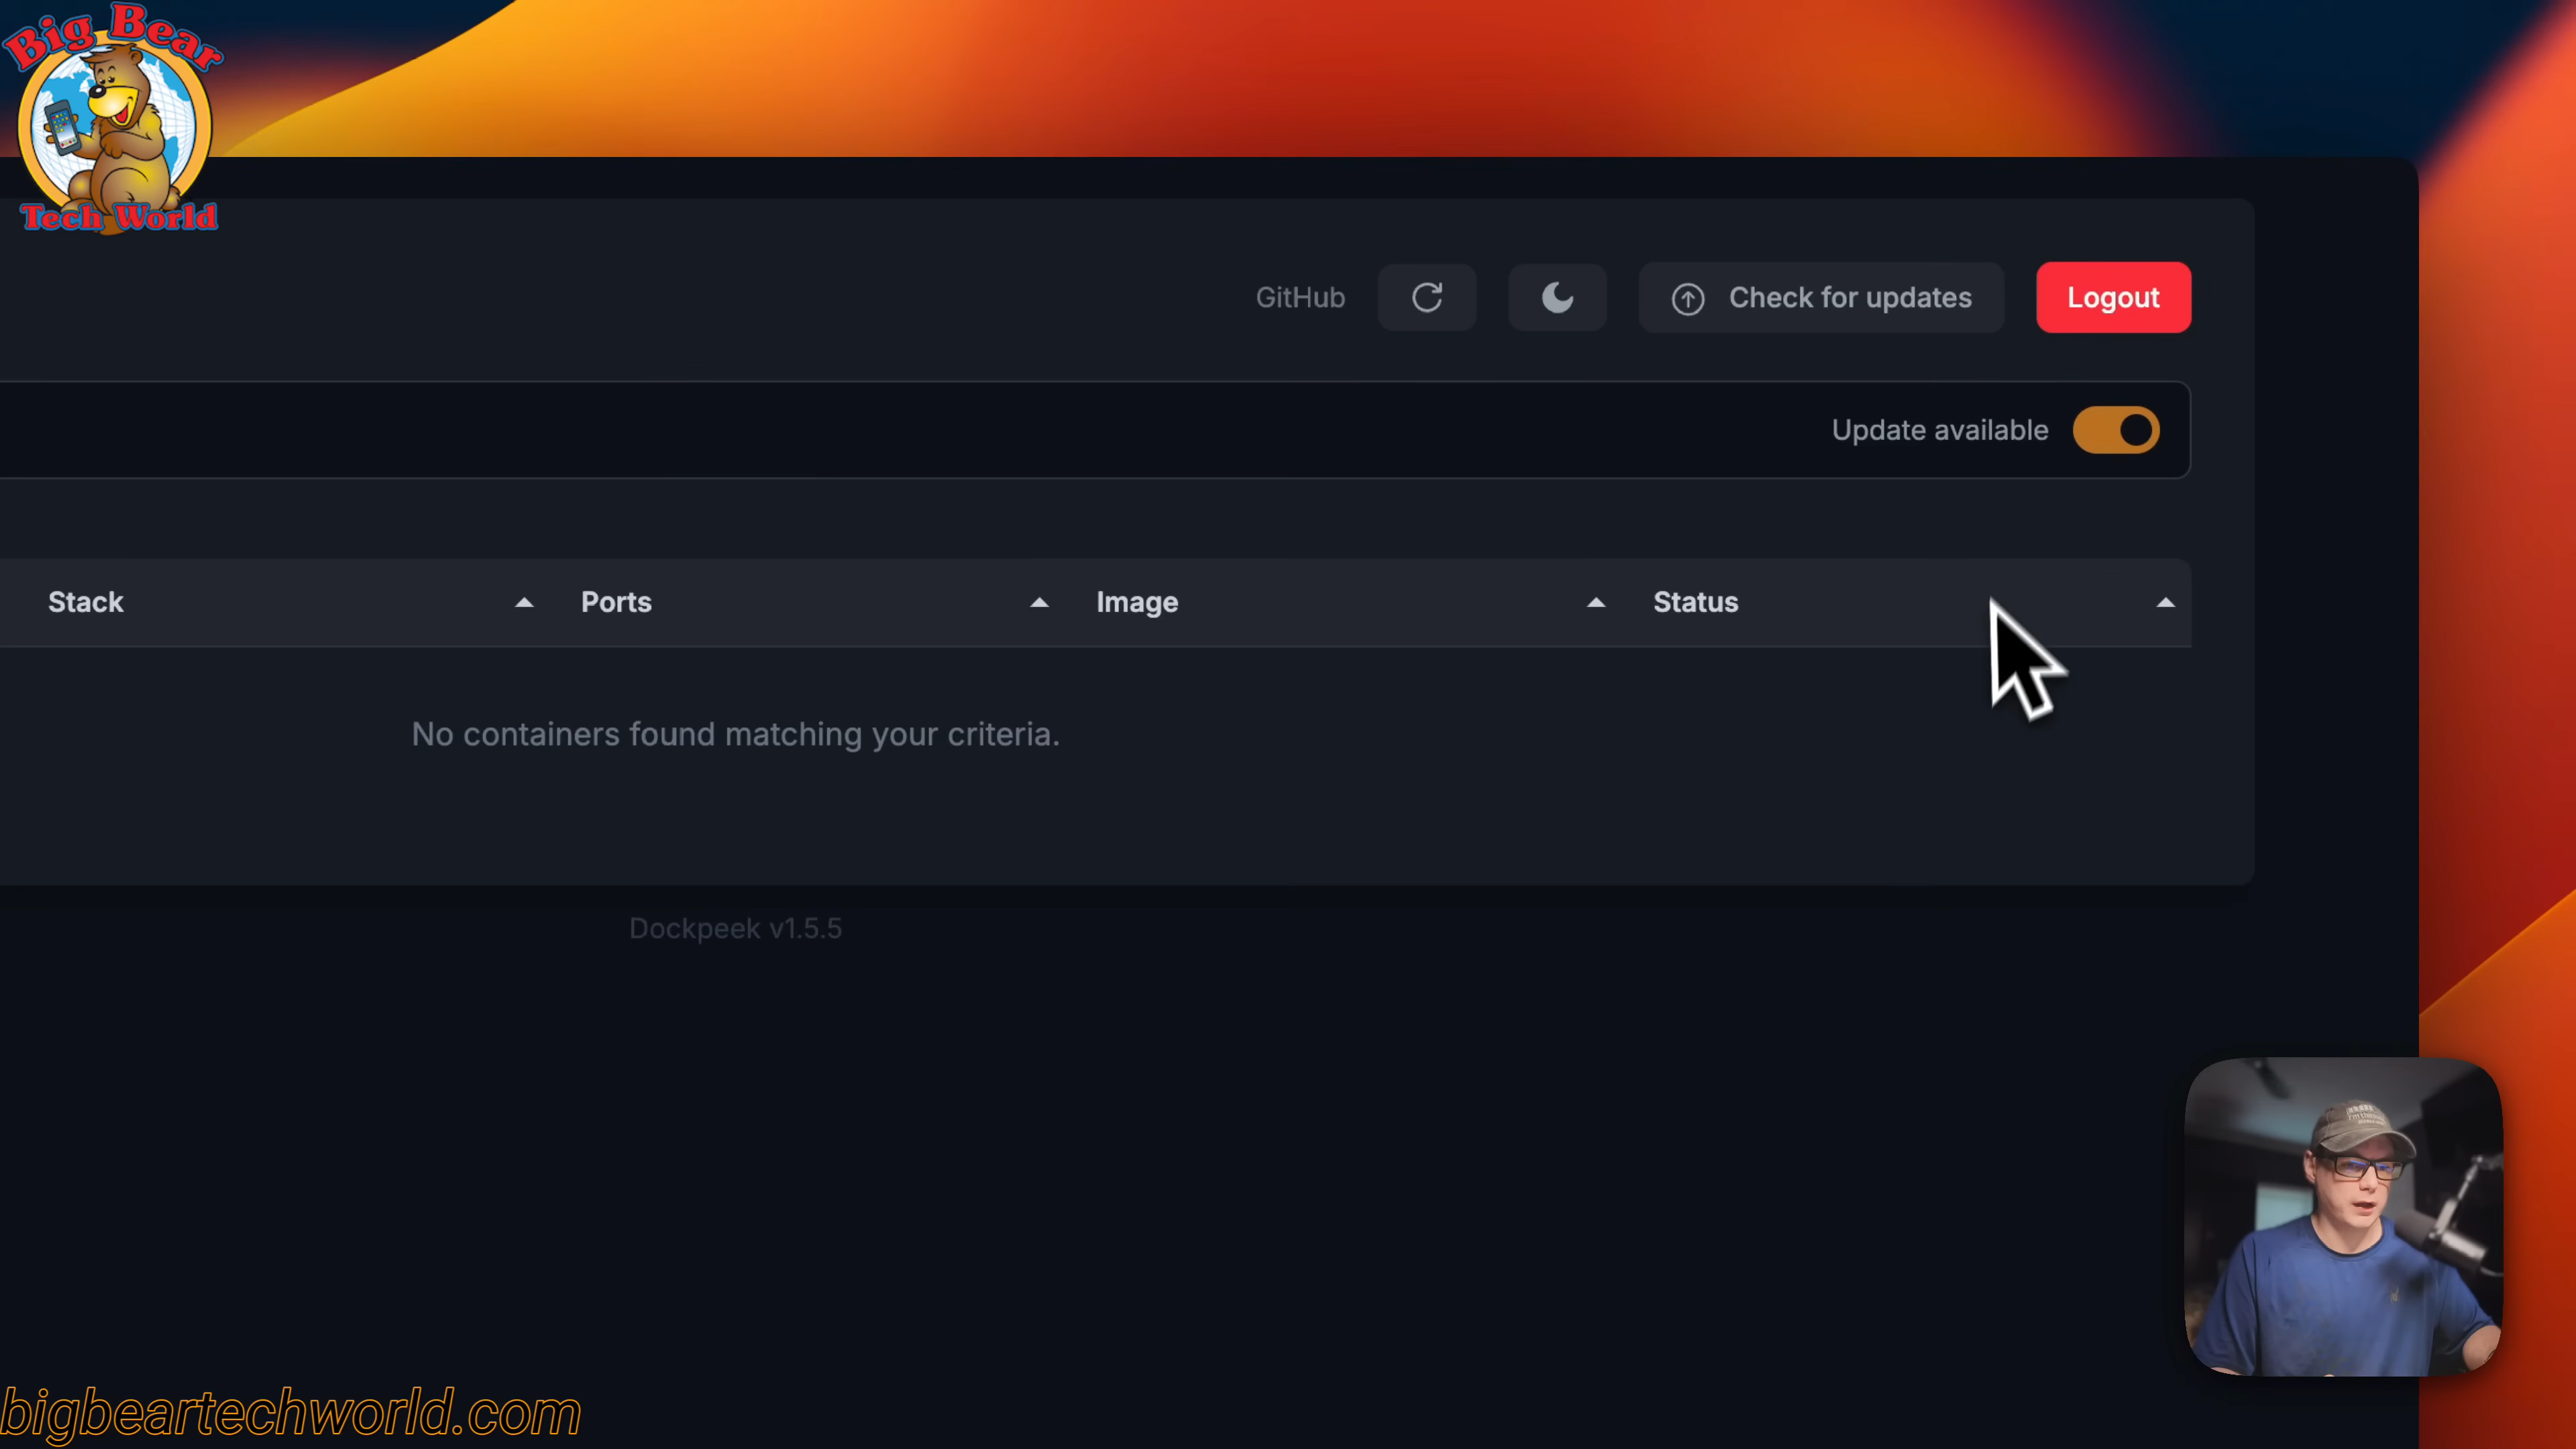 Big Bear
Tech World
GitHub
Check for updates
Logout
Update available
Stack
Ports
Image
Status
No containers found matching your criteria.
Dockpeek v1.5.5
bigbeartechworld.com